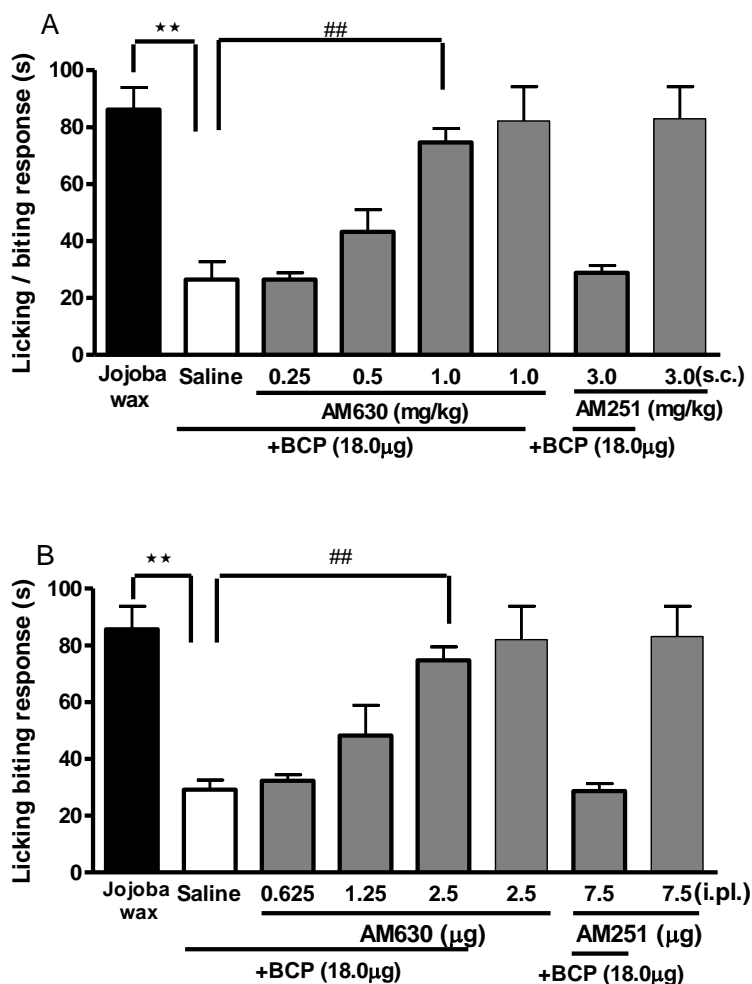 A
★★
##
Licking / biting response (s)
100
80
60
40
20
0
Jojoba wax
Saline
0.25 0.5 1.0 1.0 3.0 3.0(s.c.)
AM630 (mg/kg) AM251 (mg/kg)
+BCP (18.0μg) +BCP (18.0μg)
B
★★
##
Licking biting response (s)
100
80
60
40
20
0
Jojoba wax
Saline
0.625 1.25 2.5 2.5 7.5 7.5(i.pl.)
AM630 (μg) AM251 (μg)
+BCP (18.0μg) +BCP (18.0μg)